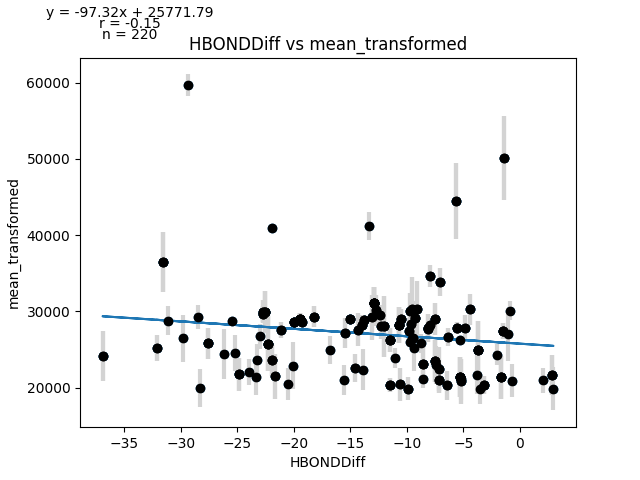 y = -97.32x + 25771.79
r = -0.15
n = 220
HBONDDiff vs mean_transformed
60000
50000
40000
30000
20000
mean_transformed
−35
−30
−25
−20
−15
−10
−5
0
HBONDDiff